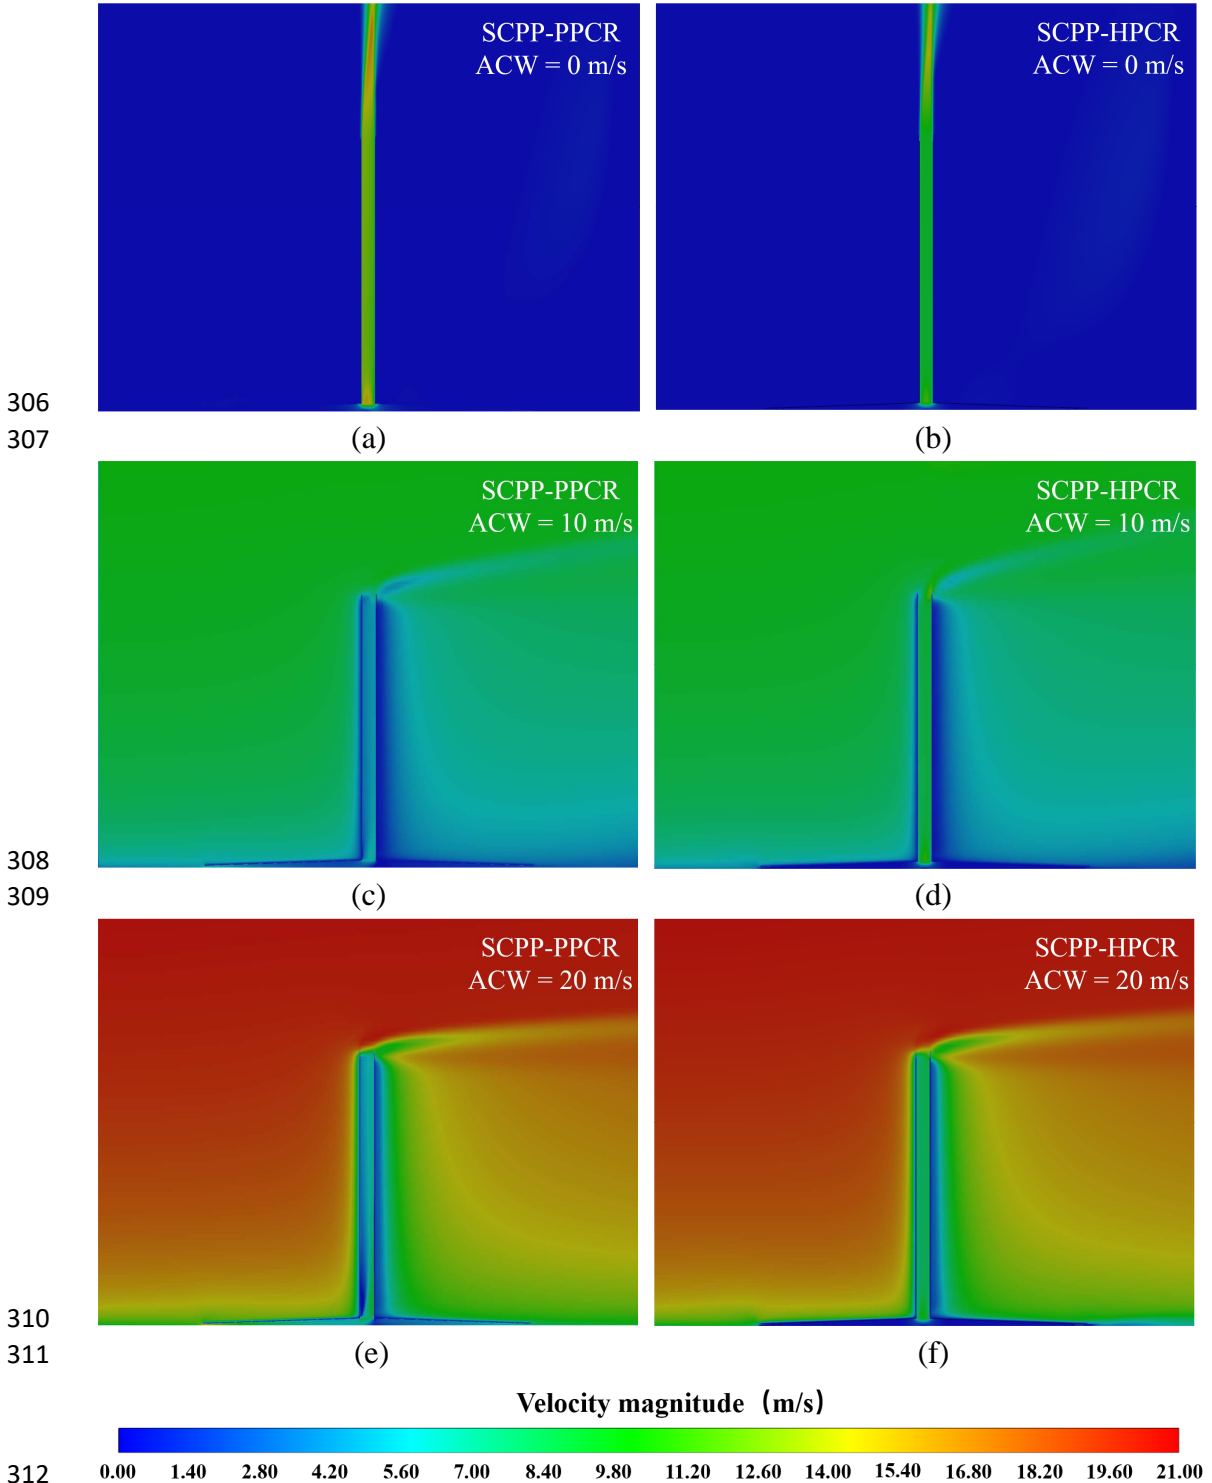 SCPP-PPCR
ACW = 0 m/s
SCPP-HPCR
ACW = 0 m/s
306
307
(a)
(b)
SCPP-PPCR
ACW = 10 m/s
SCPP-HPCR
ACW = 10 m/s
308
309
(c)
(d)
SCPP-PPCR
ACW = 20 m/s
SCPP-HPCR
ACW = 20 m/s
310
311
(e)
(f)
Velocity magnitude (m/s)
312
0.00 1.40 2.80 4.20 5.60 7.00 8.40 9.80 11.20 12.60 14.00 15.40 16.80 18.20 19.60 21.00